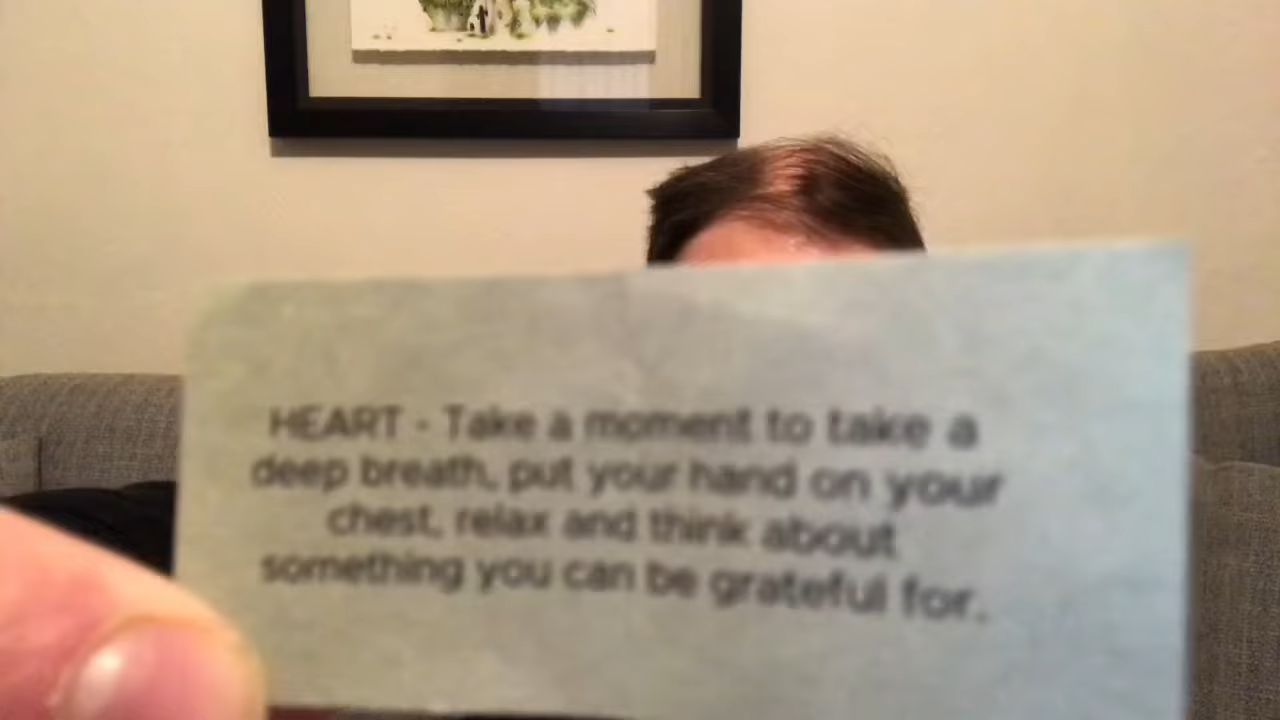 HEART - Take a moment to take a
deep breath, put your hand on your
chest, relax and think about
something you can be grateful for.